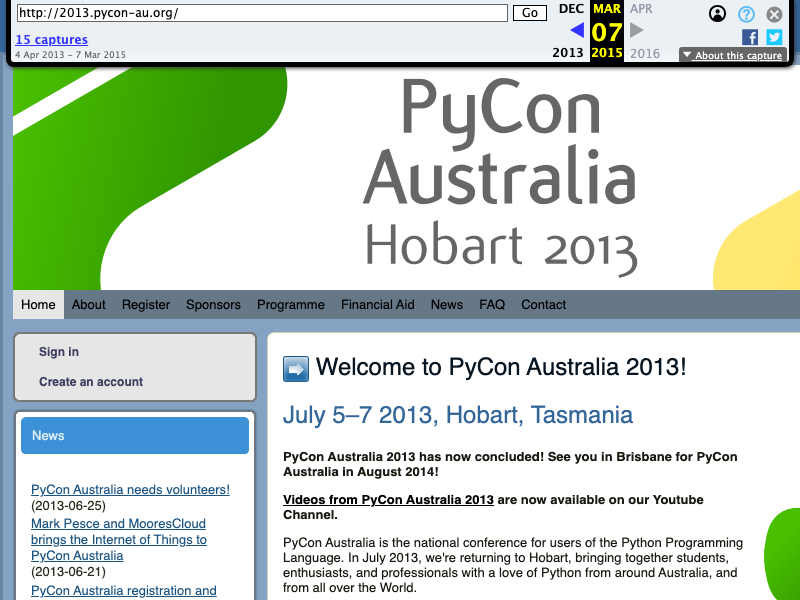 http://2013.pycon-au.org/
Go
DEC MAR APR
15 captures
07
4 Apr 2013 – 7 Mar 2015
2013 2015 2016
About this capture
PyCon
Australia
Hobart 2013
Home About Register Sponsors Programme Financial Aid News FAQ Contact
Sign in
Create an account
News
PyCon Australia needs volunteers!
(2013-06-25)
Mark Pesce and MooresCloud
brings the Internet of Things to
PyCon Australia
(2013-06-21)
PyCon Australia registration and
Welcome to PyCon Australia 2013!
July 5–7 2013, Hobart, Tasmania
PyCon Australia 2013 has now concluded! See you in Brisbane for PyCon
Australia in August 2014!
Videos from PyCon Australia 2013 are now available on our Youtube
Channel.
PyCon Australia is the national conference for users of the Python Programming
Language. In July 2013, we're returning to Hobart, bringing together students,
enthusiasts, and professionals with a love of Python from around Australia, and
from all over the World.